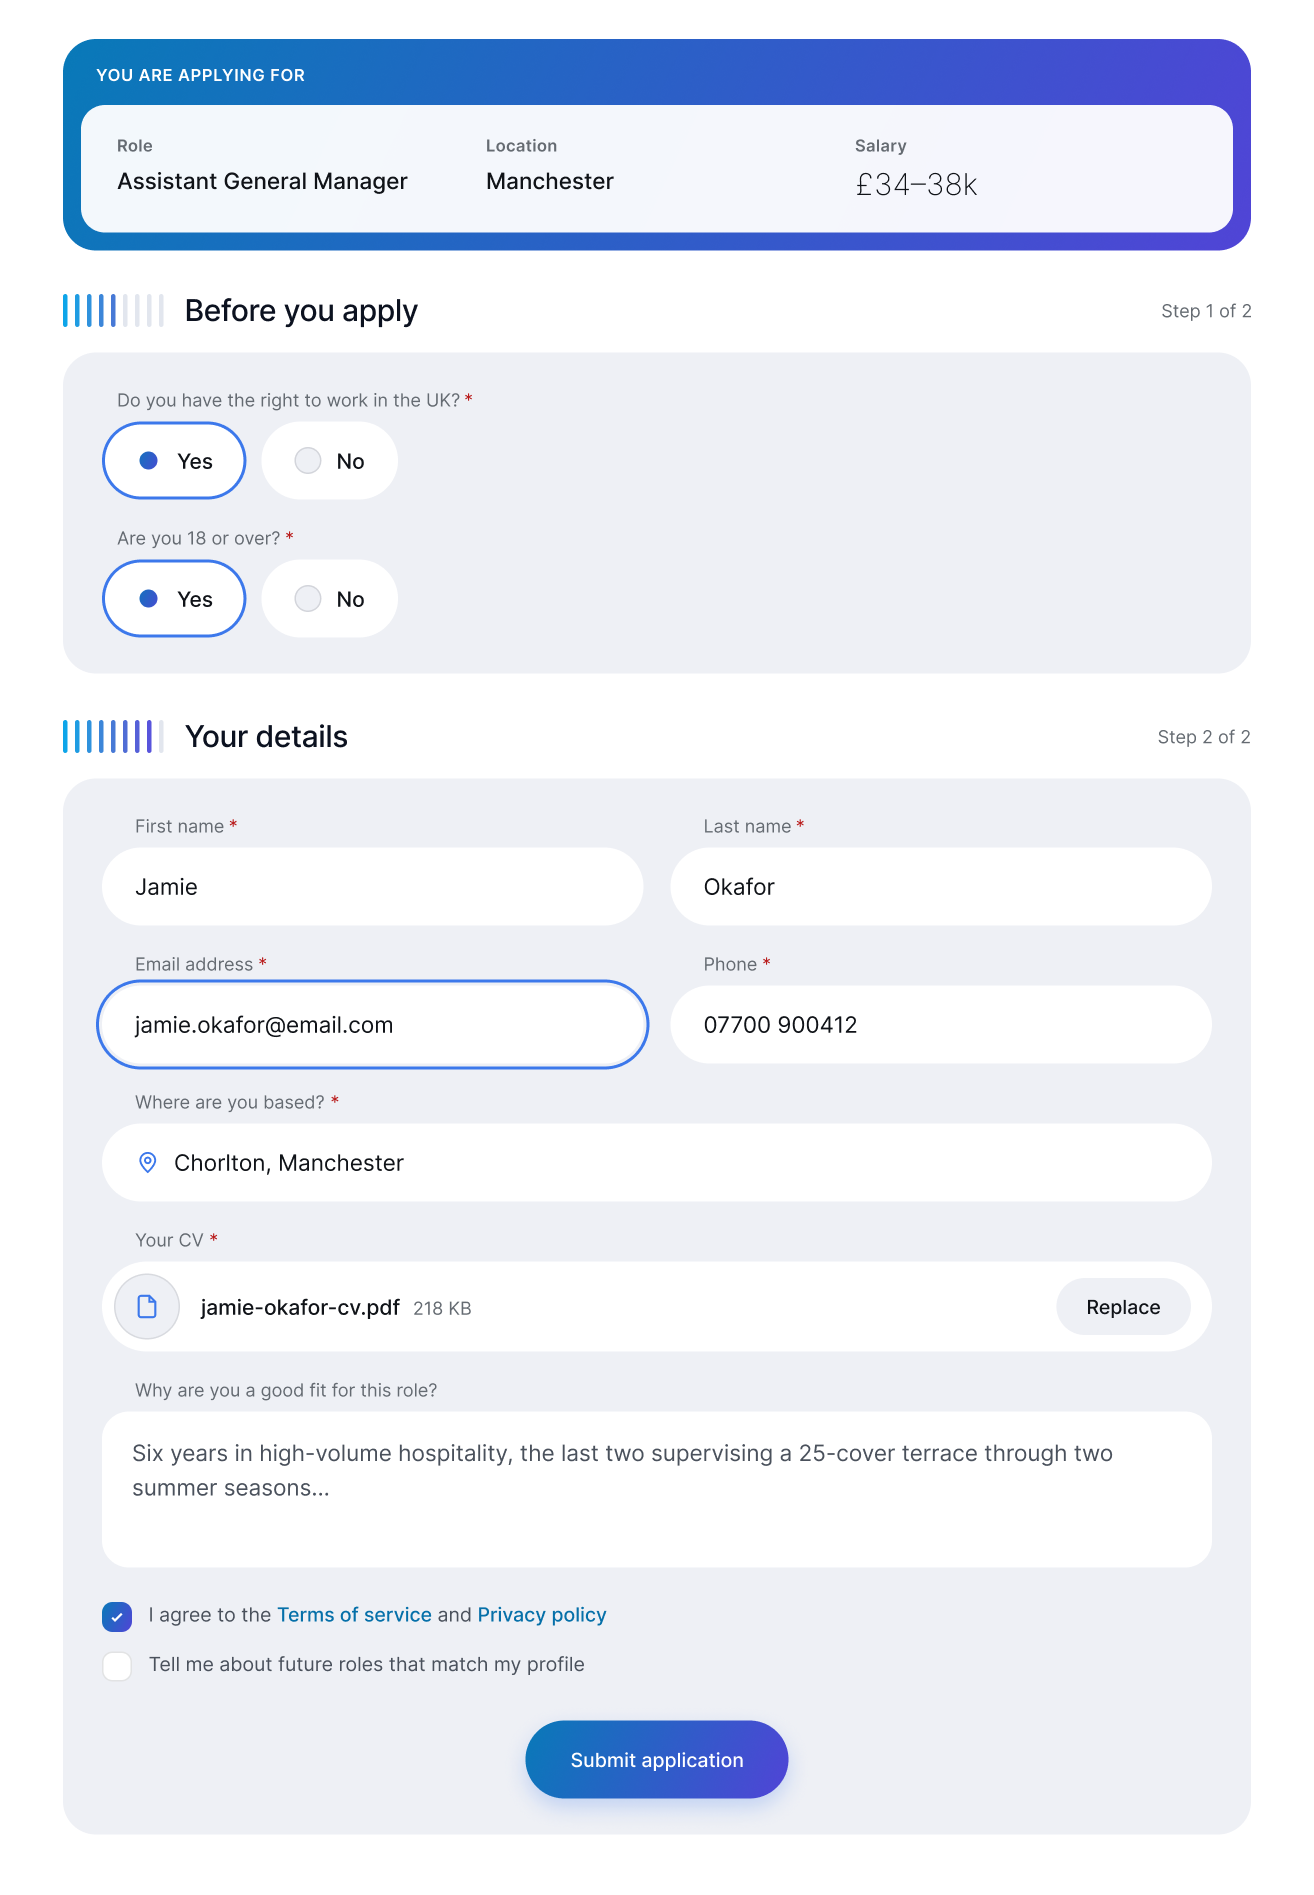 YOU ARE APPLYING FOR
Role Location Salary
Assistant General Manager Manchester £34–38k
Before you apply Step 1 of 2
Do you have the right to work in the UK? *
Yes No
Are you 18 or over? *
Yes No
Your details Step 2 of 2
First name * Last name *
Jamie Okafor
Email address * Phone *
jamie.okafor@email.com 07700 900412
Where are you based? *
Chorlton, Manchester
Your CV *
jamie-okafor-cv.pdf 218 KB Replace
Why are you a good fit for this role?
Six years in high-volume hospitality, the last two supervising a 25-cover terrace through two
summer seasons...
I agree to the Terms of service and Privacy policy
Tell me about future roles that match my profile
Submit application